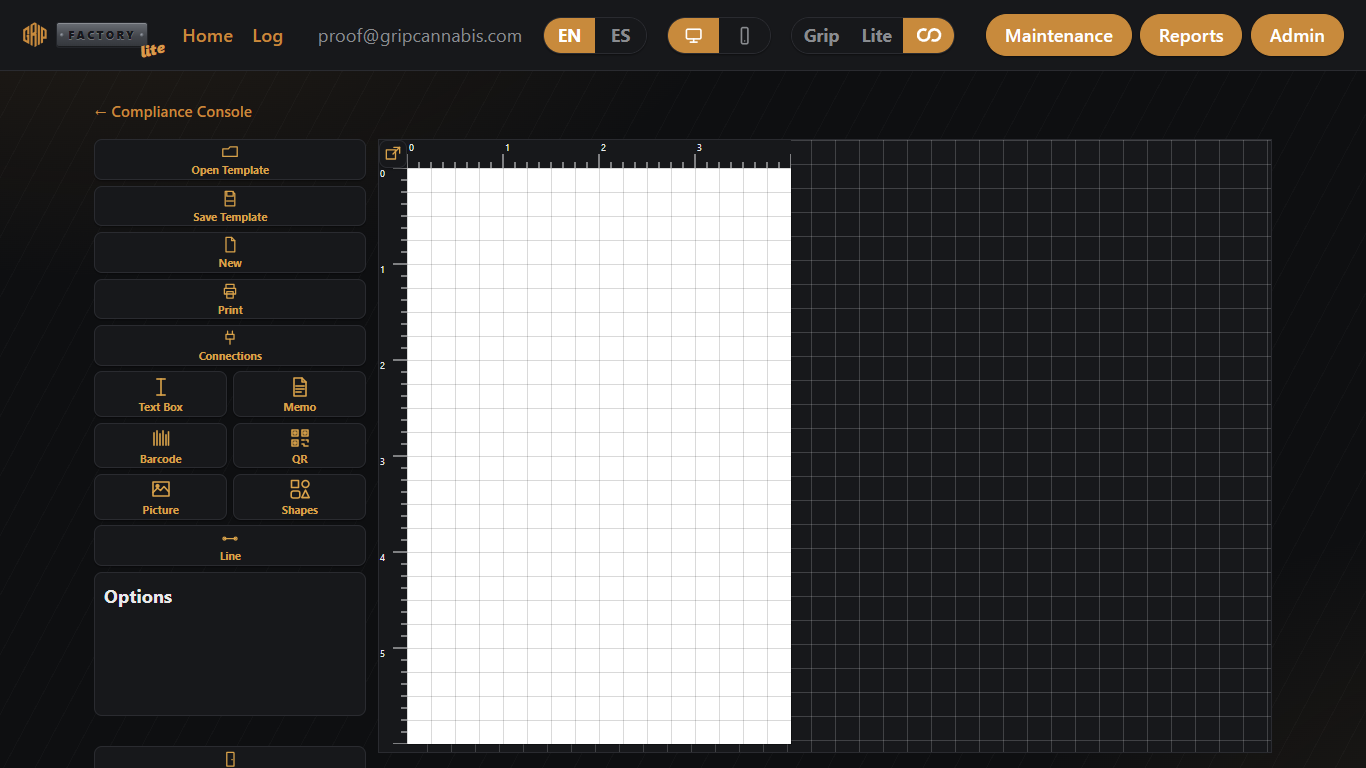 GRIP FACTORY lite Home Log proof@gripcannabis.com EN ES Grip Lite Maintenance Reports Admin
← Compliance Console
Open Template
Save Template
New
Print
Connections
Text Box Memo
Barcode QR
Picture Shapes
Line
Options
0 1 2 3
0
1
2
3
4
5